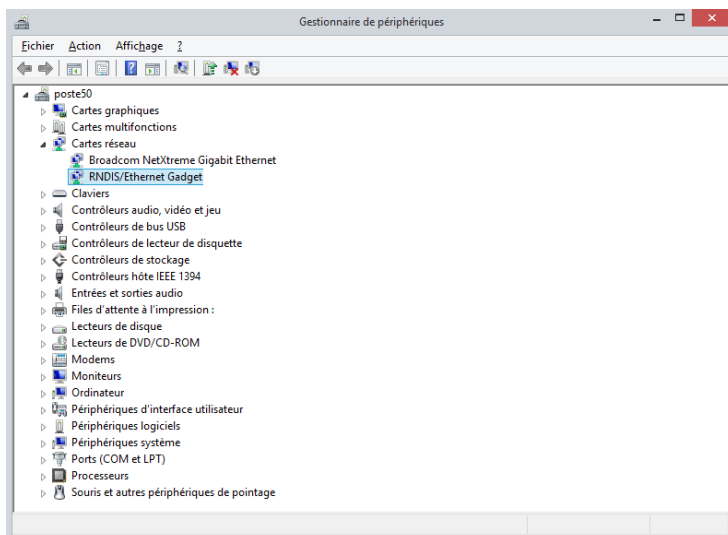 Gestionnaire de périphériques
Fichier Action Affichage ?
poste50
Cartes graphiques
Cartes multifonctions
Cartes réseau
Broadcom NetXtreme Gigabit Ethernet
RNDIS/Ethernet Gadget
Claviers
Contrôleurs audio, vidéo et jeu
Contrôleurs de bus USB
Contrôleurs de lecteur de disquette
Contrôleurs de stockage
Contrôleurs hôte IEEE 1394
Entrées et sorties audio
Files d'attente à l'impression :
Lecteurs de disque
Lecteurs de DVD/CD-ROM
Modems
Moniteurs
Ordinateur
Périphériques d'interface utilisateur
Périphériques logiciels
Périphériques système
Ports (COM et LPT)
Processeurs
Souris et autres périphériques de pointage